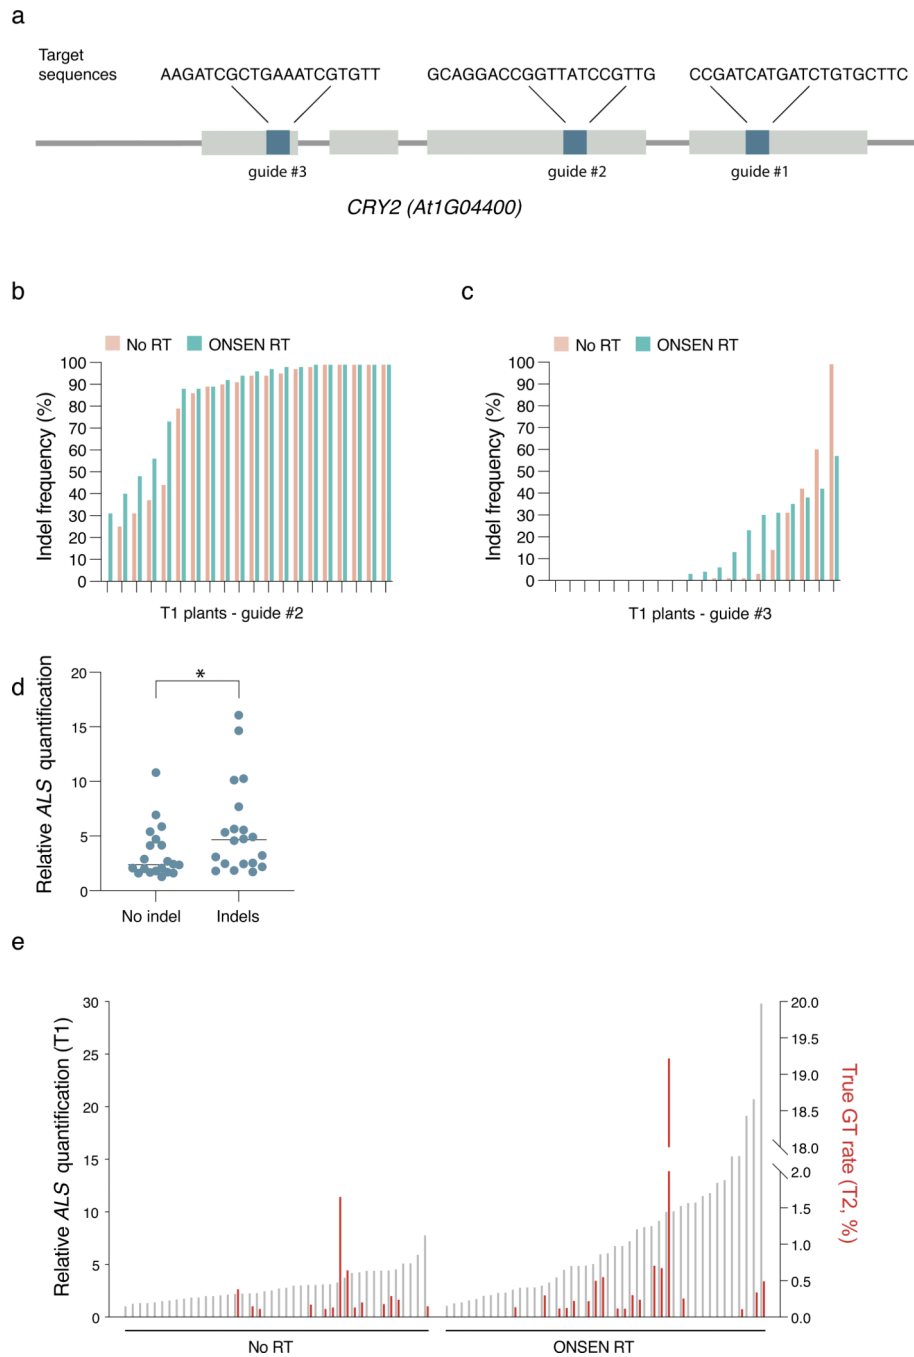 a
Target
sequences
AAGATCGCTGAAATCGTGTT GCAGGACCGGTTATCCGTTG CCGATCATGATCTGTGCTTC
guide #3 guide #2 guide #1
CRY2 (At1G04400)
b
No RT ONSEN RT
Indel frequency (%)
100
90
80
70
60
50
40
30
20
10
0
T1 plants - guide #2
c
No RT ONSEN RT
Indel frequency (%)
100
90
80
70
60
50
40
30
20
10
0
T1 plants - guide #3
d
Relative ALS quantification
20
15
10
5
0
*
No indel Indels
e
Relative ALS quantification (T1)
30
25
20
15
10
5
0
20.0
19.5
19.0
18.5
18.0
2.0
1.5
1.0
0.5
0.0
True GT rate (T2, %)
No RT ONSEN RT